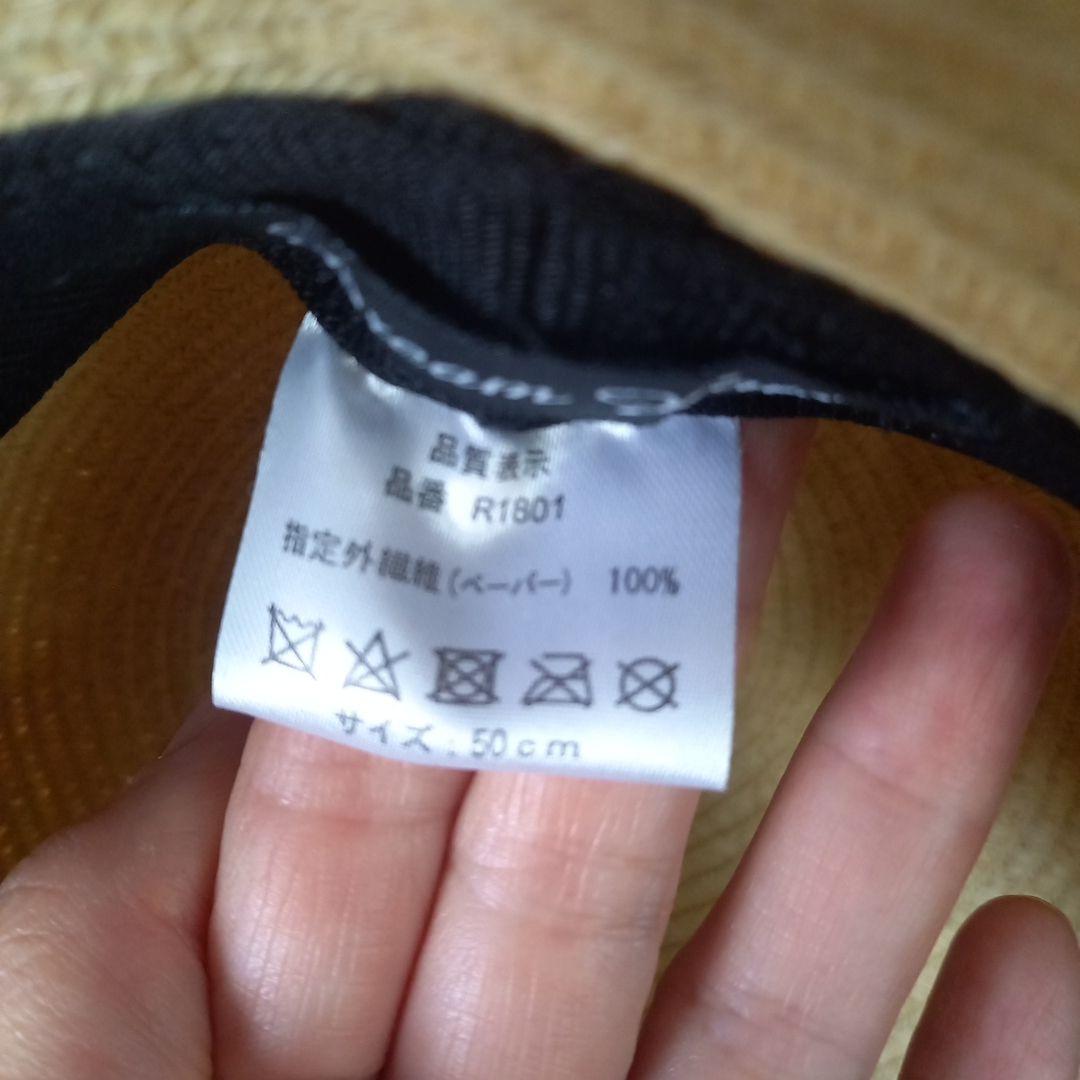 品質表示
品番 R1801
指定外繊維(ペーパー) 100%
サイズ:50cm